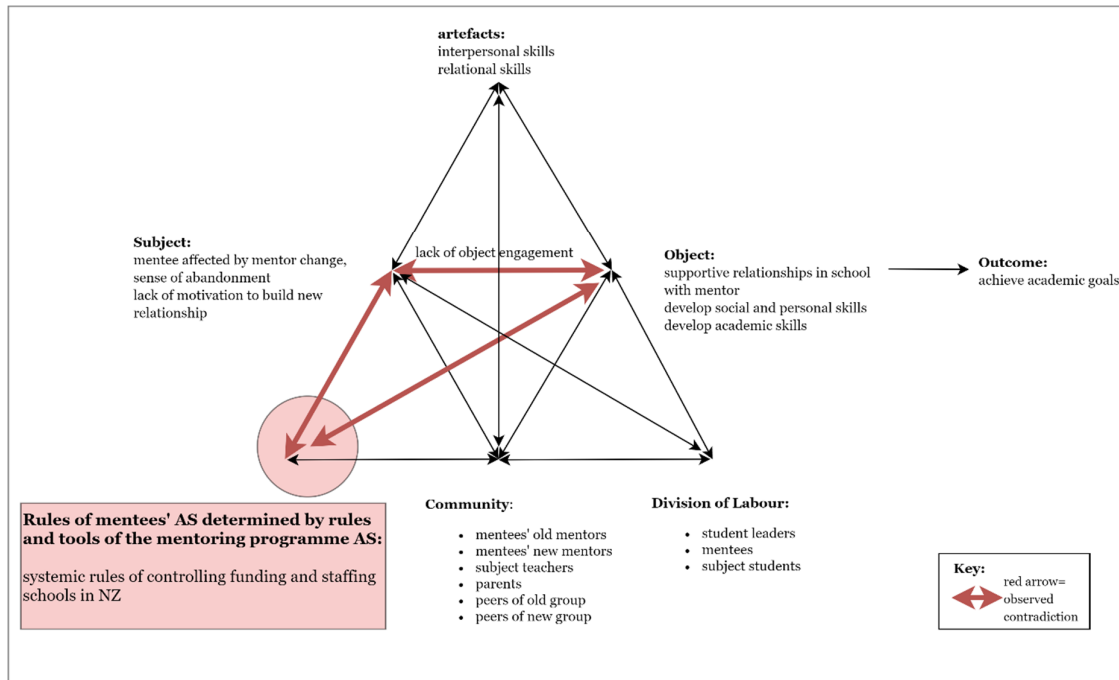 artefacts:
interpersonal skills
relational skills
Subject:
mentee affected by mentor change,
sense of abandonment
lack of motivation to build new
relationship
lack of object engagement
Object:
supportive relationships in school
with mentor
develop social and personal skills
develop academic skills
Outcome:
achieve academic goals
Rules of mentees' AS determined by rules
and tools of the mentoring programme AS:
systemic rules of controlling funding and staffing
schools in NZ
Community:
• mentees' old mentors
• mentees' new mentors
• subject teachers
• parents
• peers of old group
• peers of new group
Division of Labour:
• student leaders
• mentees
• subject students
Key:
red arrow=
observed
contradiction